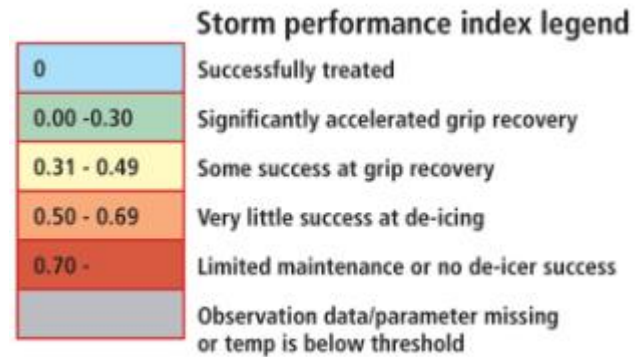 Storm performance index legend
0 Successfully treated
0.00 -0.30 Significantly accelerated grip recovery
0.31 - 0.49 Some success at grip recovery
0.50 - 0.69 Very little success at de-icing
0.70 - Limited maintenance or no de-icer success
Observation data/parameter missing
or temp is below threshold